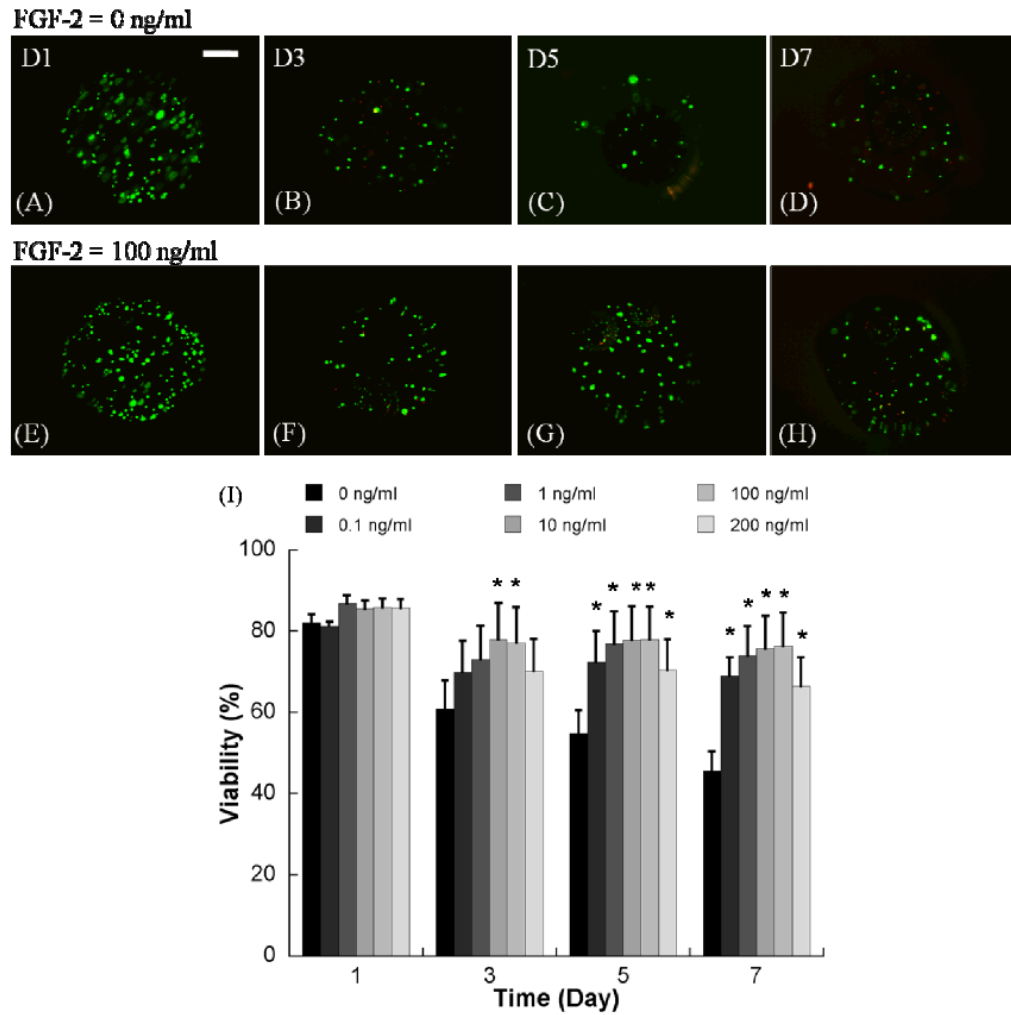 FGF-2 = 0 ng/ml
D1 D3 D5 D7
(A) (B) (C) (D)
FGF-2 = 100 ng/ml
(E) (F) (G) (H)
(I)
0 ng/ml 1 ng/ml 100 ng/ml
0.1 ng/ml 10 ng/ml 200 ng/ml
100
80
60
40
20
0
Viability (%)
* * * * * * * * * * * *
1 3 5 7
Time (Day)